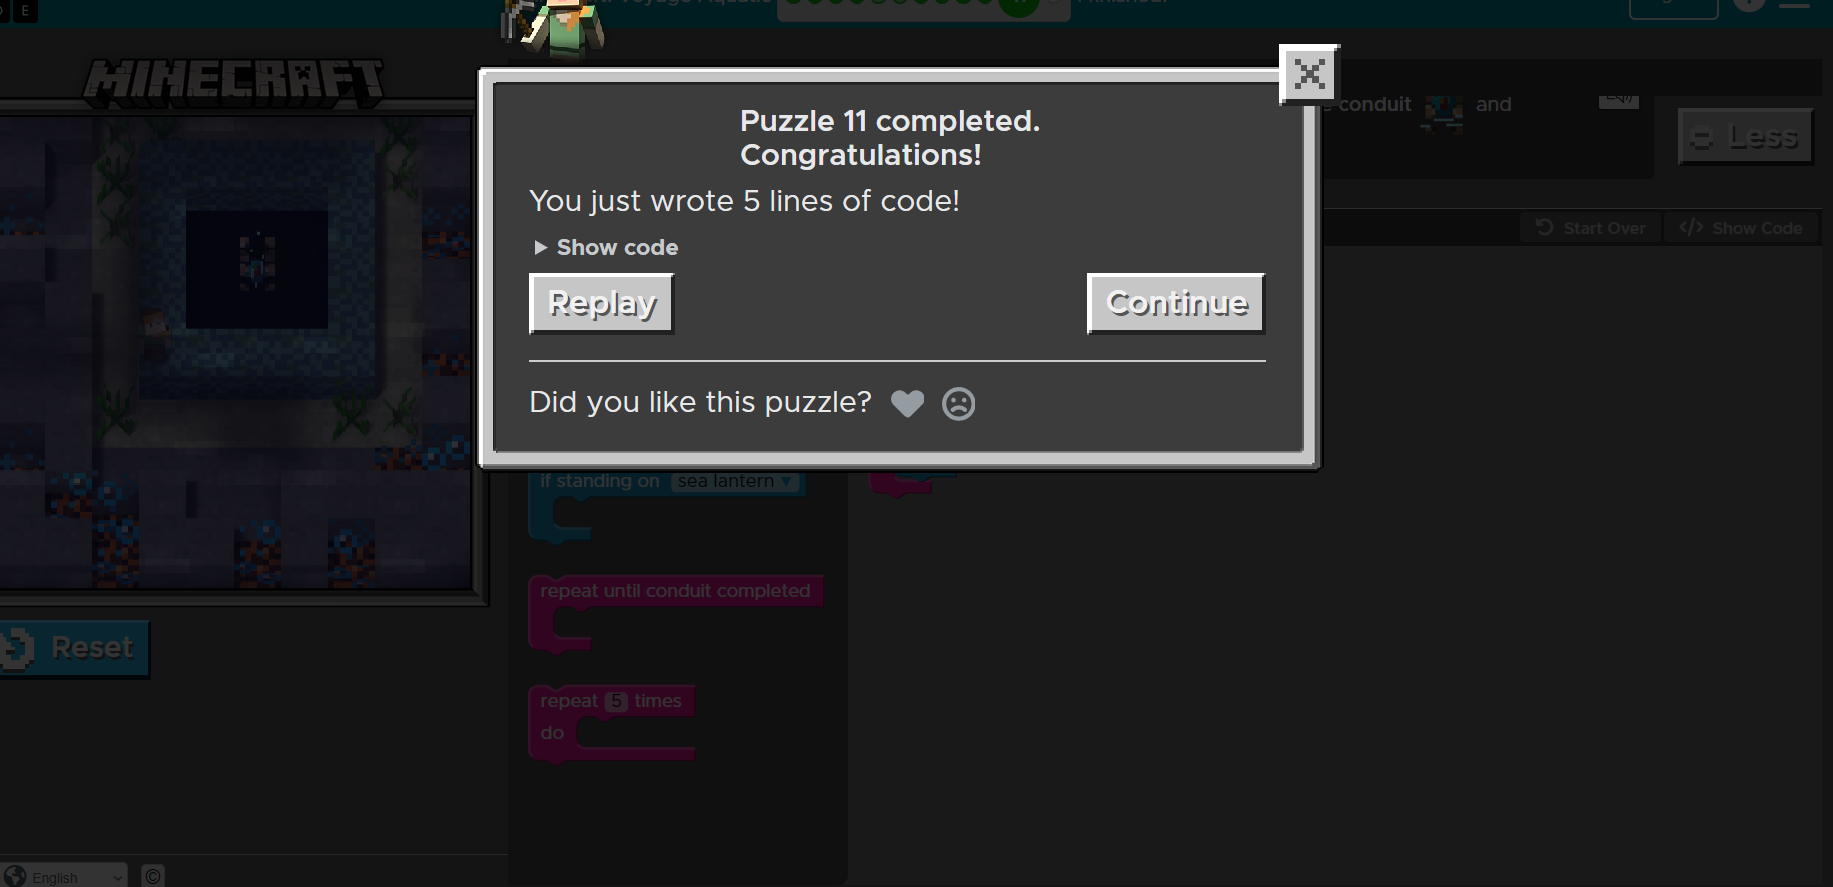 E
Voyage Aquatic
MINECRAFT
conduit and
Less
Puzzle 11 completed.
Congratulations!
You just wrote 5 lines of code!
Show code
Replay
Continue
Did you like this puzzle?
Start Over
Show Code
if standing on sea lantern
repeat until conduit completed
repeat 5 times
do
Reset
English
©